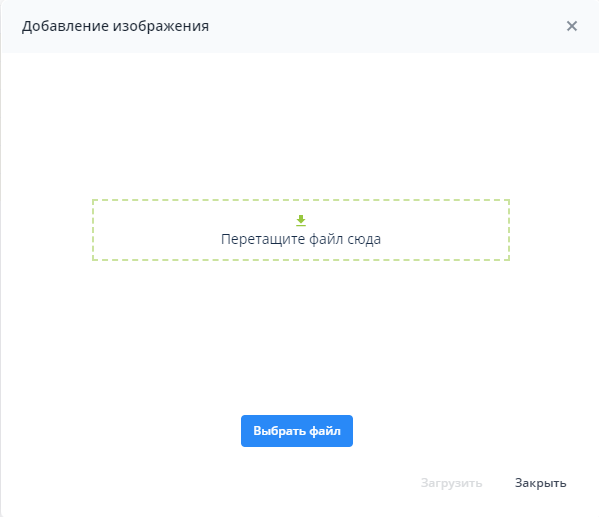 Добавление изображения
Перетащите файл сюда
Выбрать файл
Загрузить
Закрыть